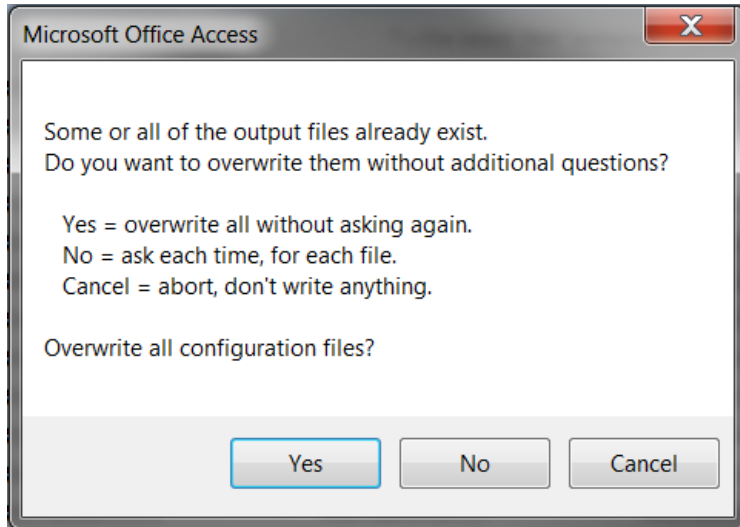 Microsoft Office Access
Some or all of the output files already exist.
Do you want to overwrite them without additional questions?
Yes = overwrite all without asking again.
No = ask each time, for each file.
Cancel = abort, don't write anything.
Overwrite all configuration files?
Yes No Cancel